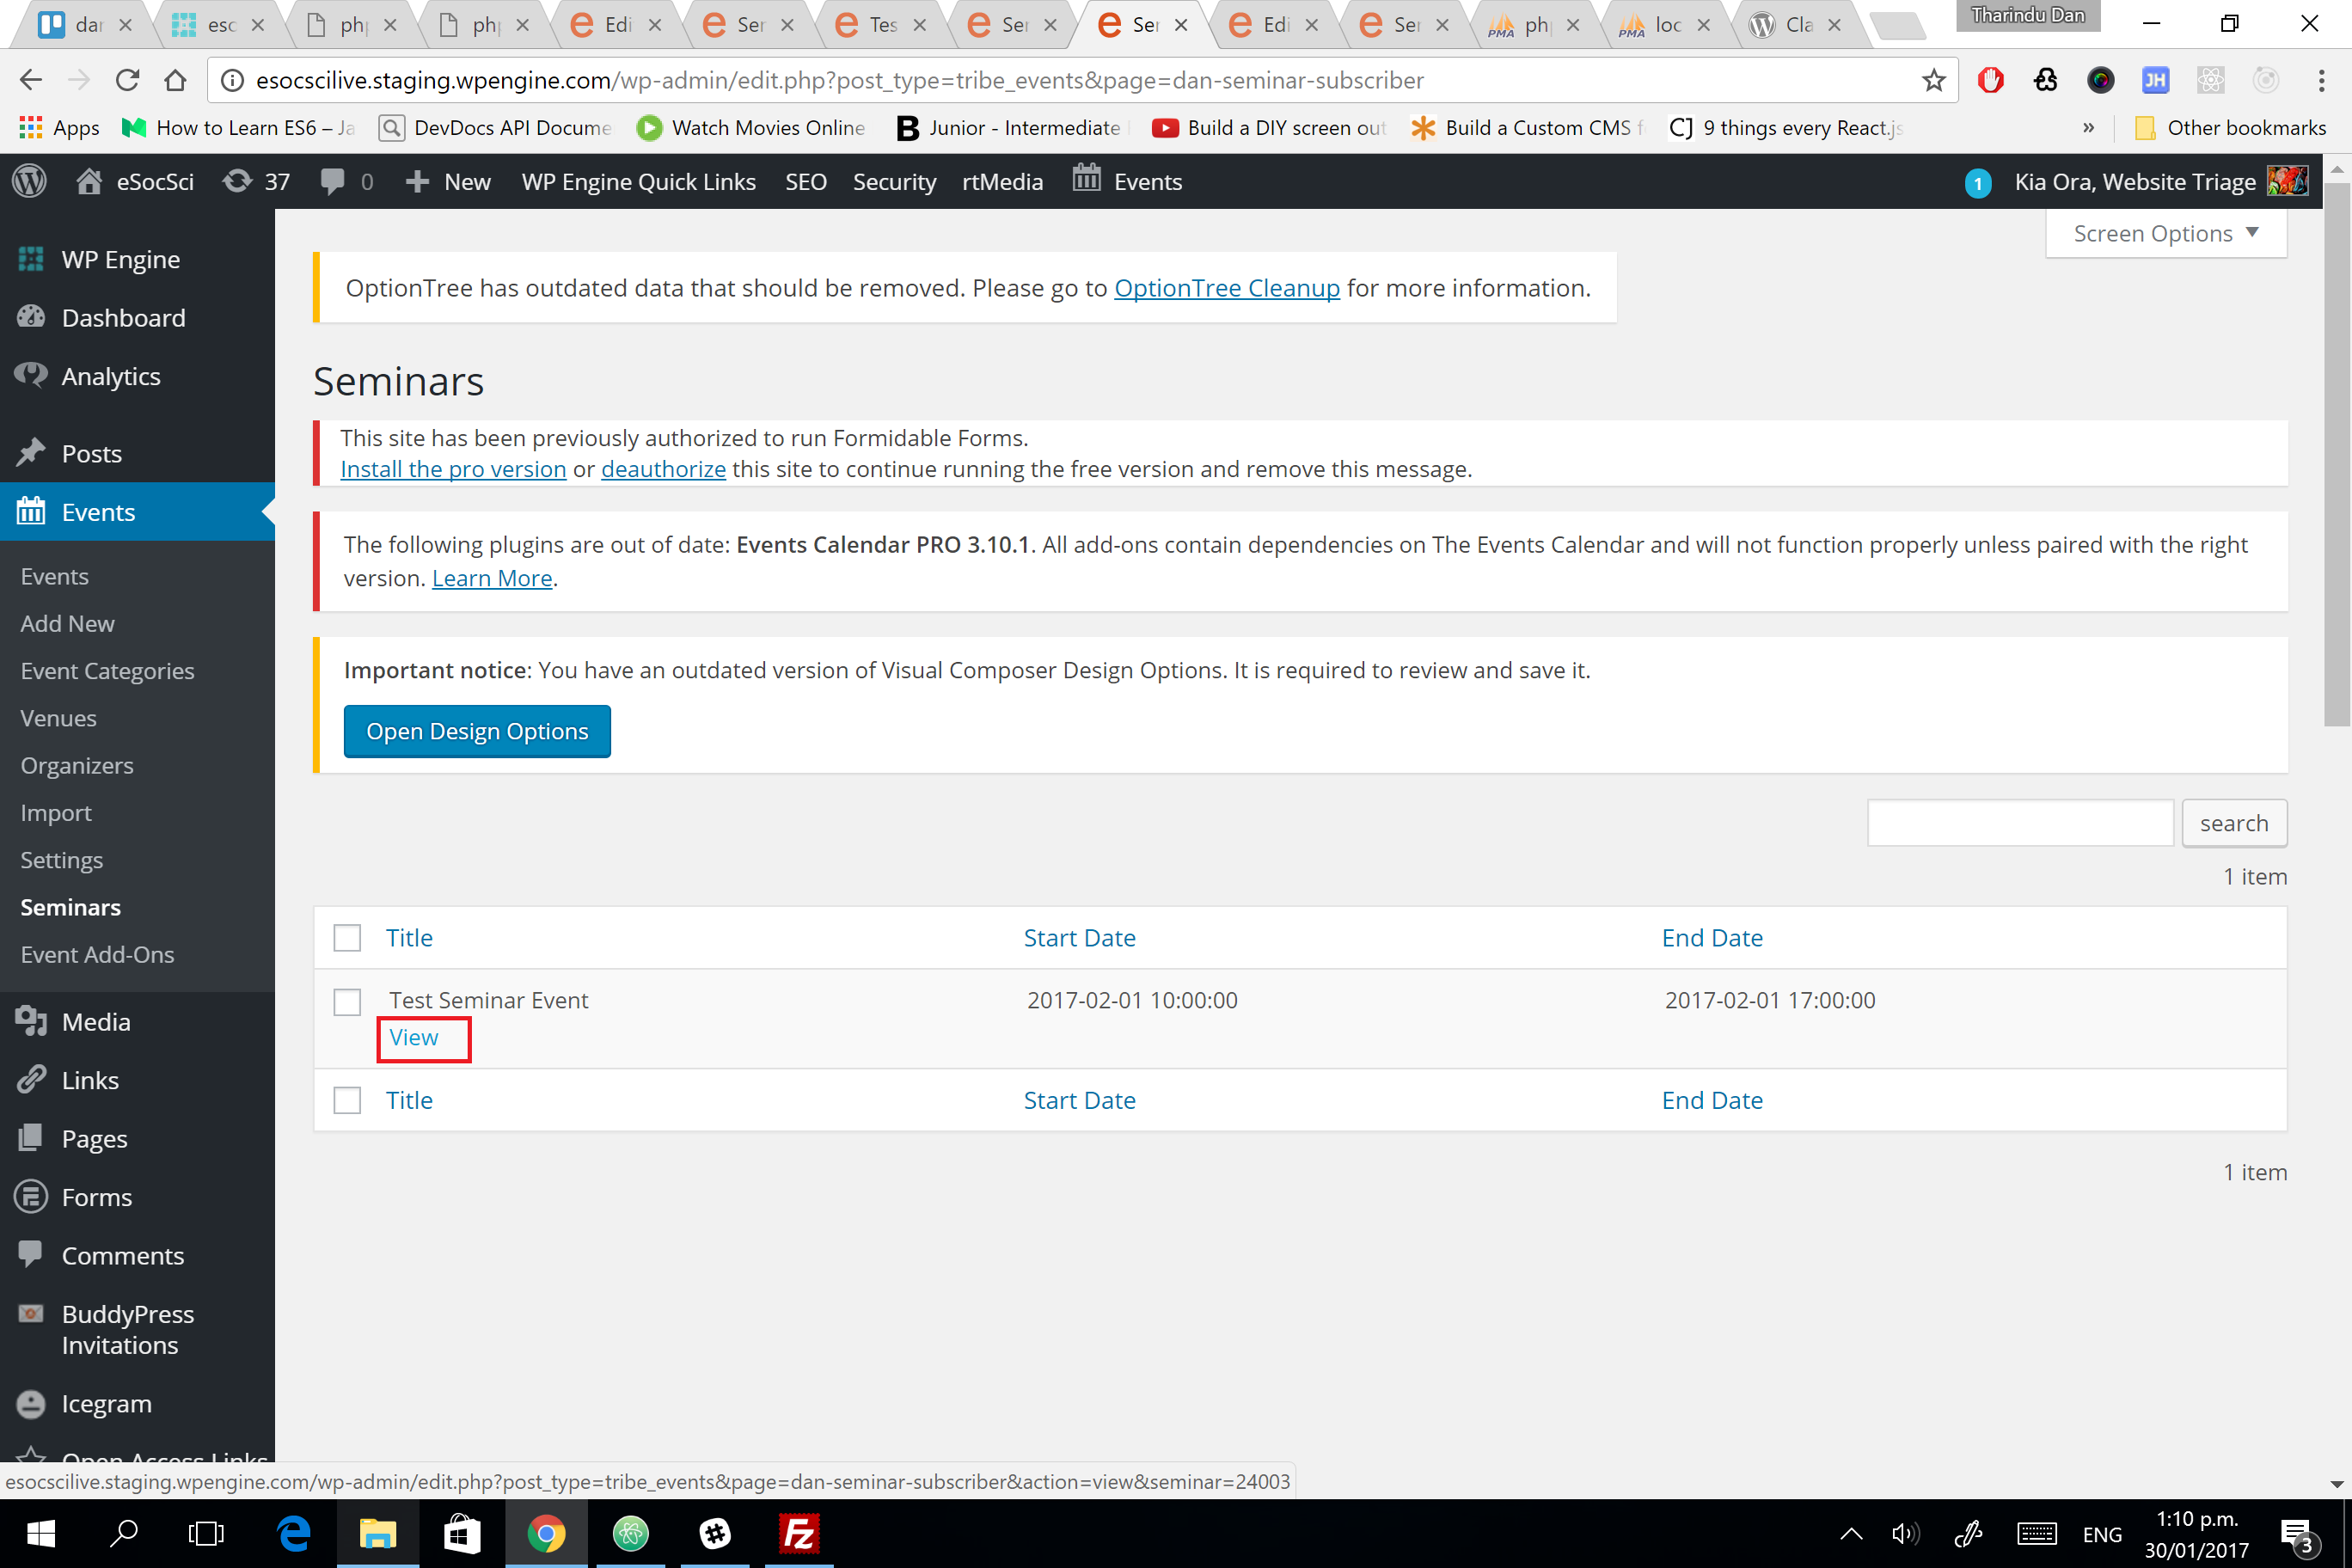 dar
esc
php
php
Edi
Ser
Tes
Ser
Ser
Edi
Ser
PMA
ph
PMA
loc
Cla
Tharindu Dan
esocscilive.staging.wpengine.com/wp-admin/edit.php?post_type=tribe_events&page=dan-seminar-subscriber
JH
Apps
How to Learn ES6 – Ja
DevDocs API Docume
Watch Movies Online
B Junior - Intermediate
Build a DIY screen out
Build a Custom CMS f
CJ 9 things every React.js
»
Other bookmarks
eSocSci
37
0
New
WP Engine Quick Links
SEO
Security
rtMedia
Events
1
Kia Ora, Website Triage
Screen Options
WP Engine
Dashboard
Analytics
Posts
Events
Events
Add New
Event Categories
Venues
Organizers
Import
Settings
Seminars
Event Add-Ons
Media
Links
Pages
Forms
Comments
BuddyPress
Invitations
Icegram
Open Access Links
OptionTree has outdated data that should be removed. Please go to OptionTree Cleanup for more information.
Seminars
This site has been previously authorized to run Formidable Forms.
Install the pro version or deauthorize this site to continue running the free version and remove this message.
The following plugins are out of date: Events Calendar PRO 3.10.1. All add-ons contain dependencies on The Events Calendar and will not function properly unless paired with the right
version. Learn More.
Important notice: You have an outdated version of Visual Composer Design Options. It is required to review and save it.
Open Design Options
search
1 item
Title Start Date End Date
Test Seminar Event 2017-02-01 10:00:00 2017-02-01 17:00:00
View
Title Start Date End Date
1 item
esocscilive.staging.wpengine.com/wp-admin/edit.php?post_type=tribe_events&page=dan-seminar-subscriber&action=view&seminar=24003
Fz
ENG
1:10 p.m.
30/01/2017
3